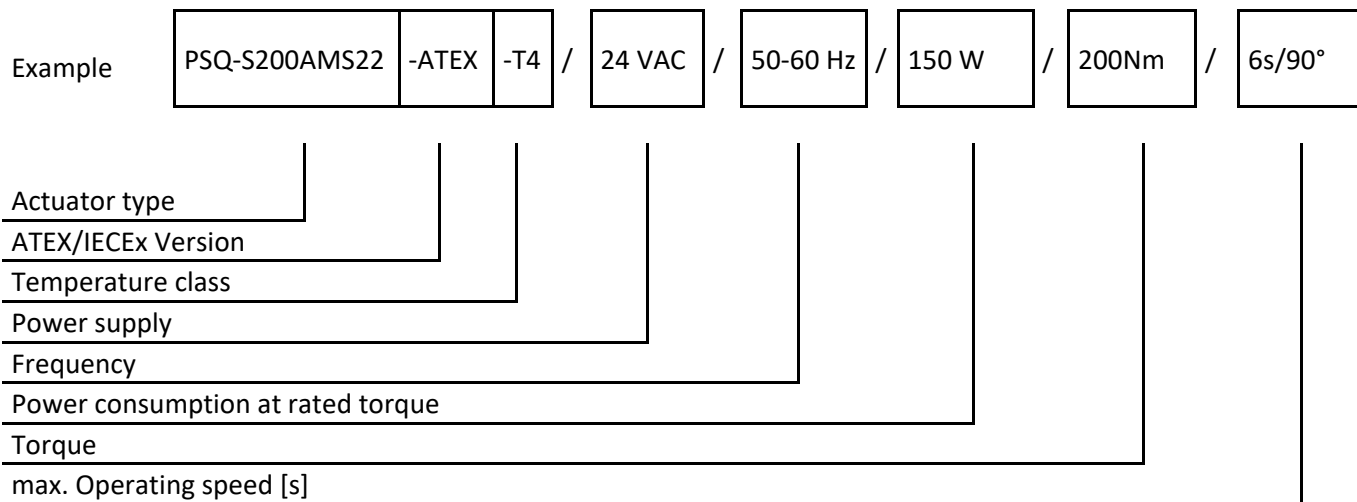 Example PSQ-S200AMS22 -ATEX -T4 / 24 VAC / 50-60 Hz / 150 W / 200Nm / 6s/90°
Actuator type
ATEX/IECEx Version
Temperature class
Power supply
Frequency
Power consumption at rated torque
Torque
max. Operating speed [s]